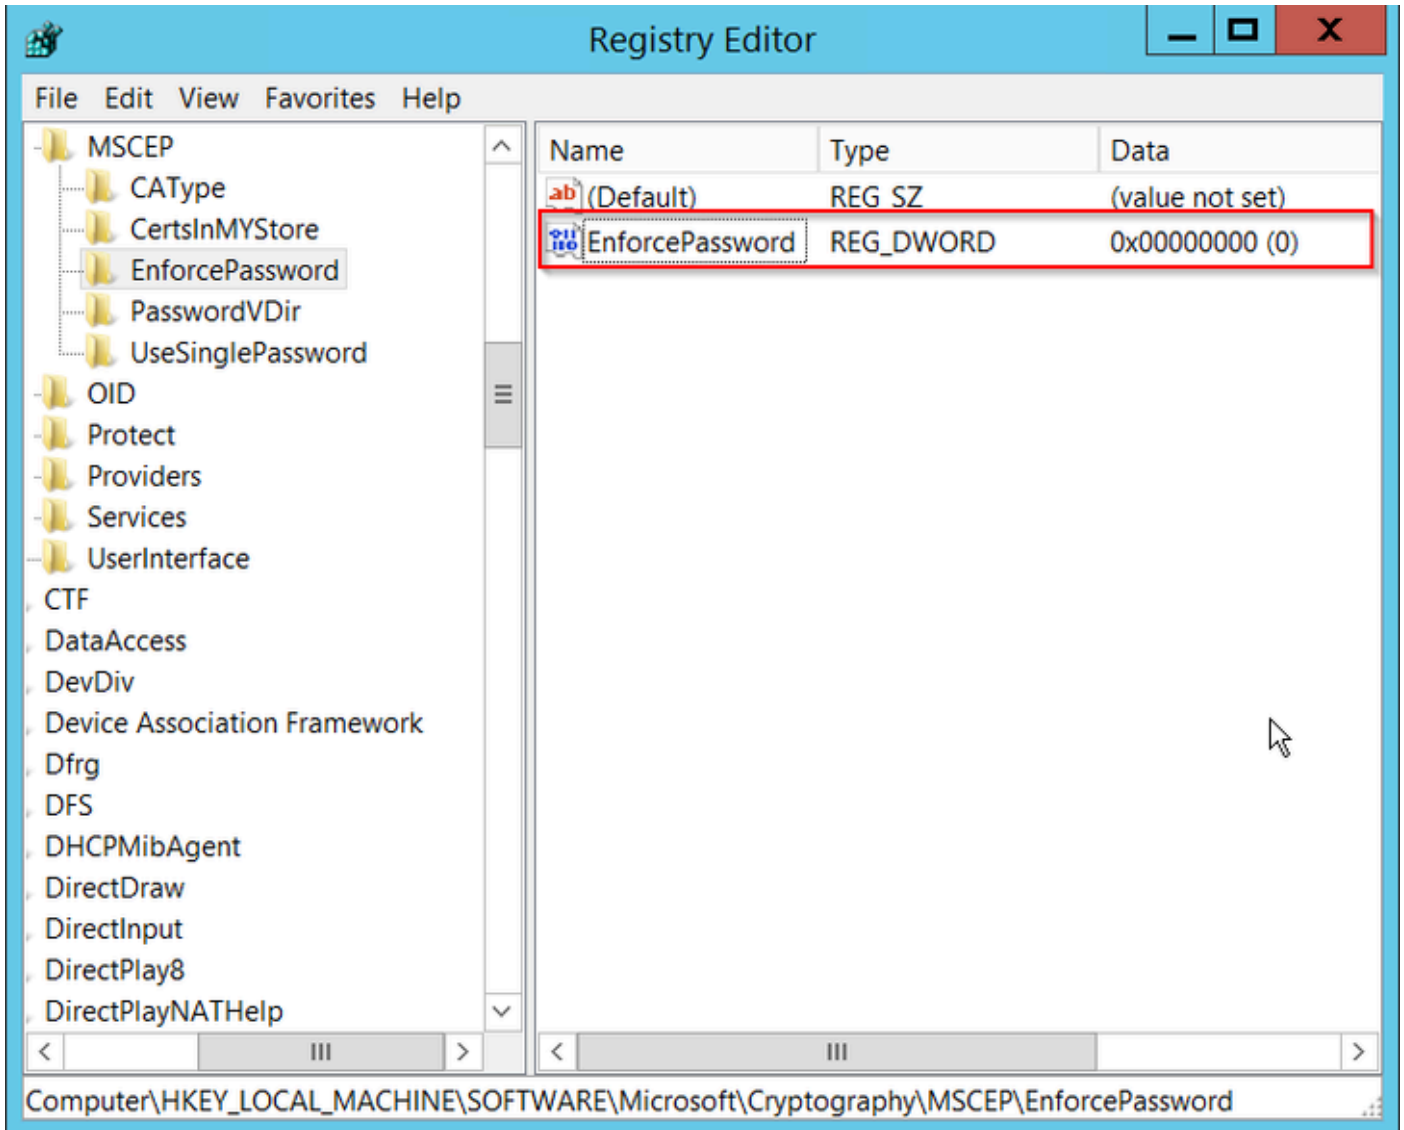 Registry Editor
File Edit View Favorites Help
MSCEP
CAType
CertsInMYStore
EnforcePassword
PasswordVDir
UseSinglePassword
OID
Protect
Providers
Services
UserInterface
CTF
DataAccess
DevDiv
Device Association Framework
Dfrg
DFS
DHCPMibAgent
DirectDraw
DirectInput
DirectPlay8
DirectPlayNATHelp
Name Type Data
(Default) REG_SZ (value not set)
EnforcePassword REG_DWORD 0x00000000 (0)
Computer\HKEY_LOCAL_MACHINE\SOFTWARE\Microsoft\Cryptography\MSCEP\EnforcePassword